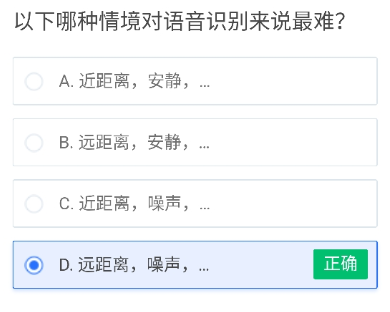 以下哪种情境对语音识别来说最难？
A. 近距离，安静，...
B. 远距离，安静，...
C. 近距离，噪声，...
D. 远距离，噪声，... 正确